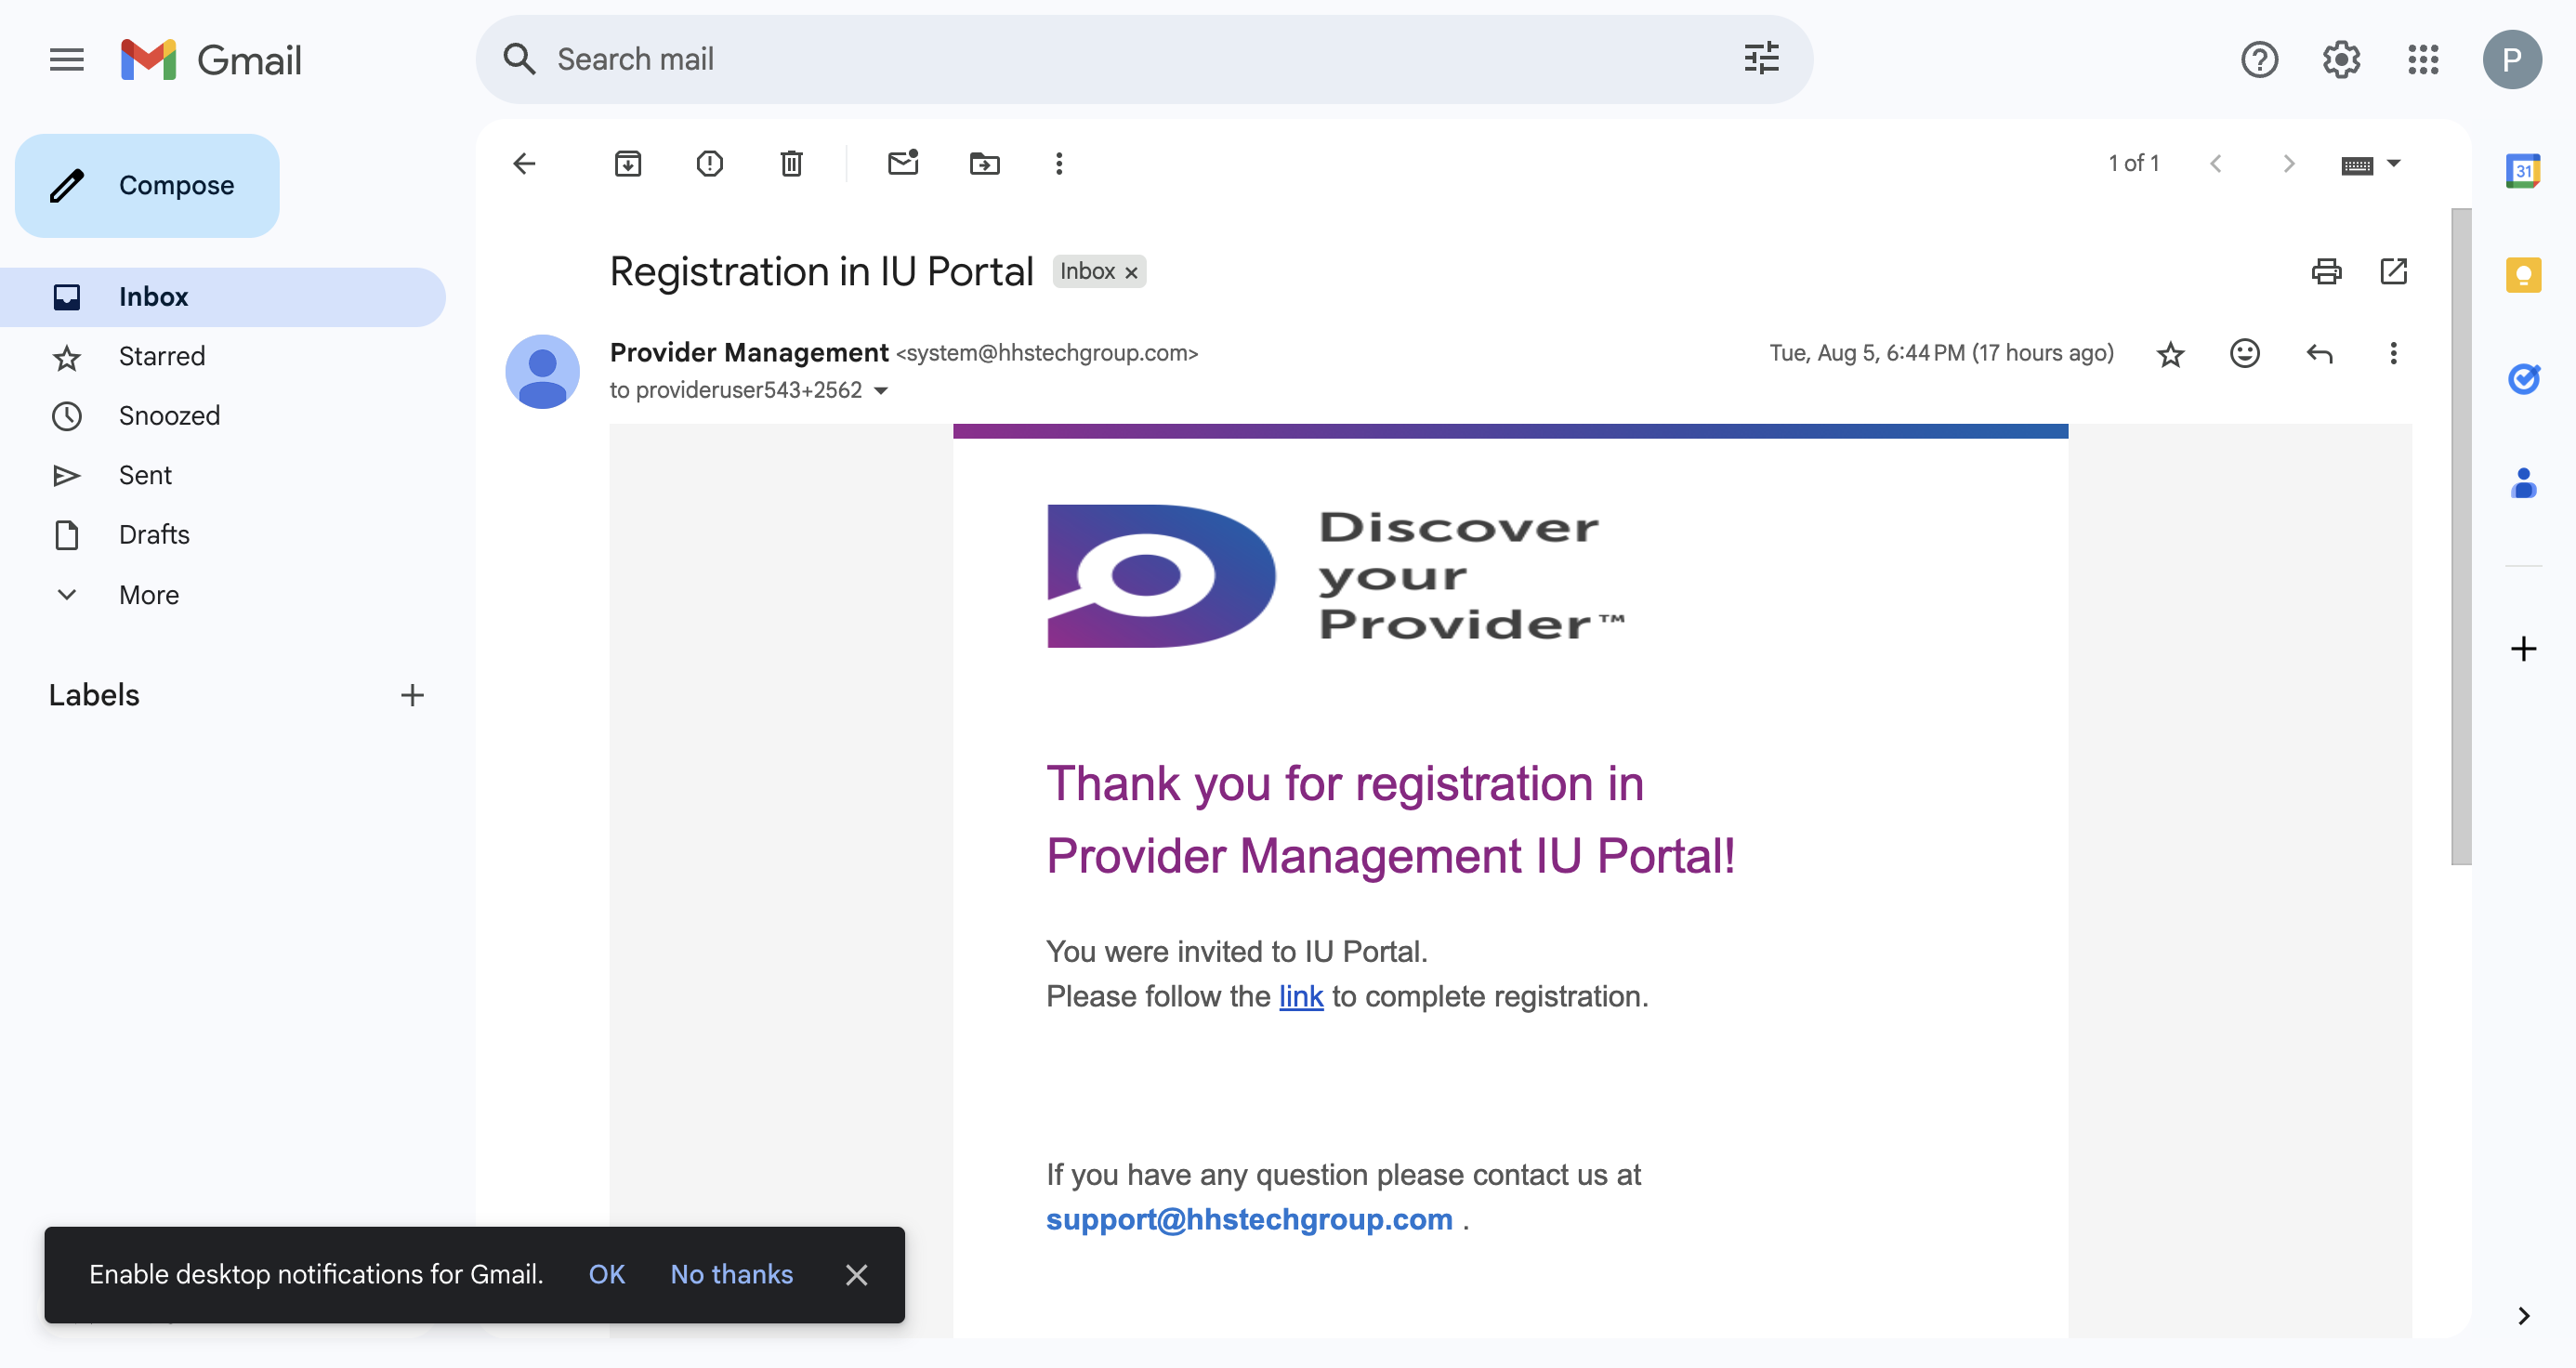 Gmail
Search mail
P
Compose
1 of 1
31
Inbox
Starred
Snoozed
Sent
Drafts
More
Labels
Registration in IU Portal
Inbox
Provider Management <system@hhstechgroup.com>
Tue, Aug 5, 6:44 PM (17 hours ago)
to provideruser543+2562
Discover
your
Provider™
Thank you for registration in
Provider Management IU Portal!
You were invited to IU Portal.
Please follow the link to complete registration.
If you have any question please contact us at
support@hhstechgroup.com .
Enable desktop notifications for Gmail. OK No thanks